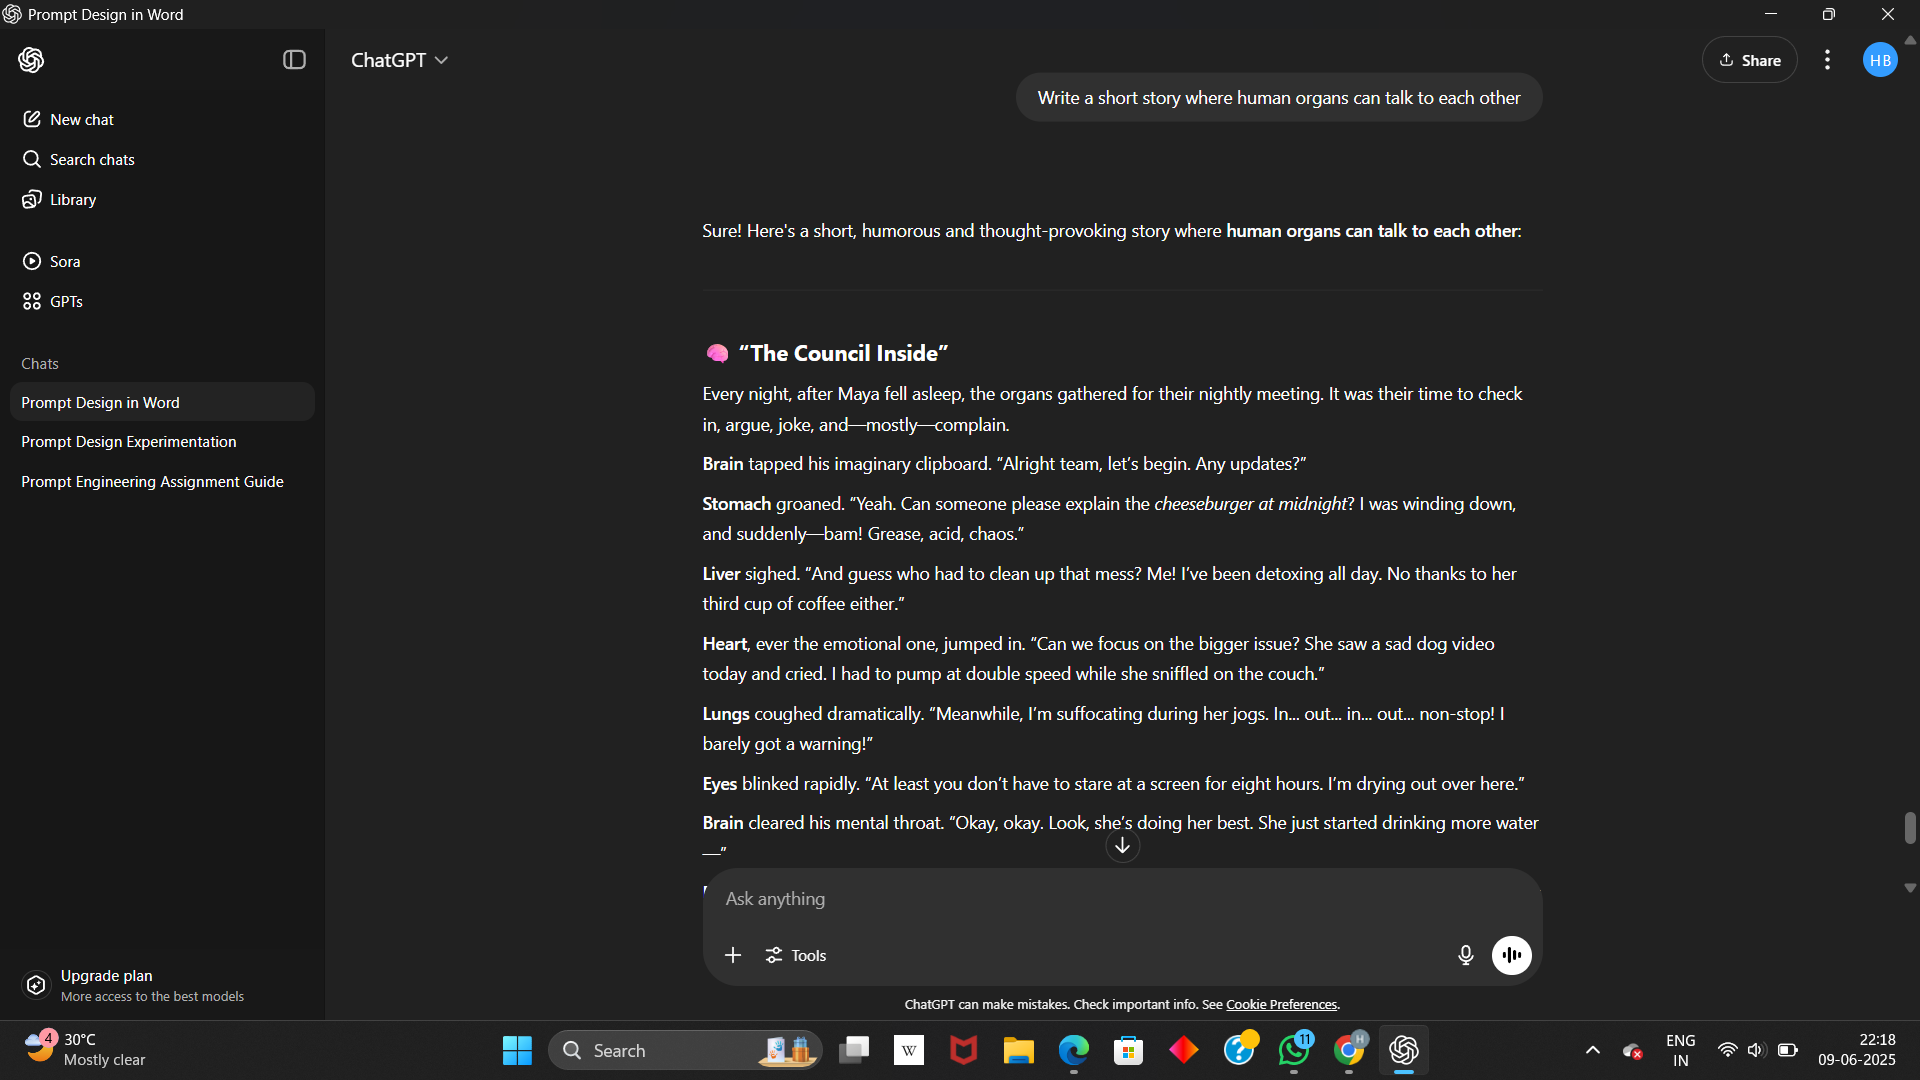 Prompt Design in Word
ChatGPT
Share
HB
New chat
Search chats
Library
Sora
GPTs
Chats
Prompt Design in Word
Prompt Design Experimentation
Prompt Engineering Assignment Guide
Upgrade plan
More access to the best models
Write a short story where human organs can talk to each other
Sure! Here's a short, humorous and thought-provoking story where human organs can talk to each other:
“The Council Inside”
Every night, after Maya fell asleep, the organs gathered for their nightly meeting. It was their time to check
in, argue, joke, and—mostly—complain.
Brain tapped his imaginary clipboard. “Alright team, let’s begin. Any updates?”
Stomach groaned. “Yeah. Can someone please explain the cheeseburger at midnight? I was winding down,
and suddenly—bam! Grease, acid, chaos.”
Liver sighed. “And guess who had to clean up that mess? Me! I’ve been detoxing all day. No thanks to her
third cup of coffee either.”
Heart, ever the emotional one, jumped in. “Can we focus on the bigger issue? She saw a sad dog video
today and cried. I had to pump at double speed while she sniffled on the couch.”
Lungs coughed dramatically. “Meanwhile, I’m suffocating during her jogs. In... out... in... out... non-stop! I
barely got a warning!”
Eyes blinked rapidly. “At least you don’t have to stare at a screen for eight hours. I’m drying out over here.”
Brain cleared his mental throat. “Okay, okay. Look, she’s doing her best. She just started drinking more water
—”
Ask anything
Tools
ChatGPT can make mistakes. Check important info. See Cookie Preferences.
4
30°C
Mostly clear
Search
W
11
H
ENG
IN
22:18
09-06-2025